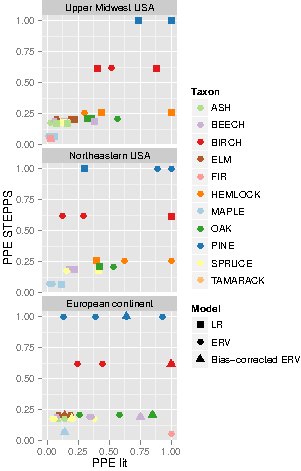 Upper Midwest USA
1.00
0.75
0.50
0.25
0.00
Northeastern USA
1.00
0.75
0.50
0.25
0.00
European continent
1.00
0.75
0.50
0.25
0.00
0.00 0.25 0.50 0.75 1.00
PPE lit
PPE STEPPS
Taxon
ASH
BEECH
BIRCH
ELM
FIR
HEMLOCK
MAPLE
OAK
PINE
SPRUCE
TAMARACK
Model
LR
ERV
Bias−corrected ERV